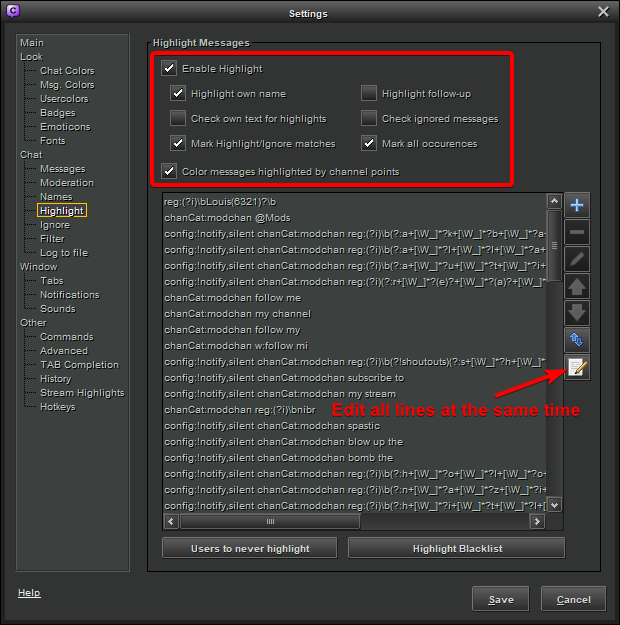 Settings
Main
Look
Chat Colors
Msg. Colors
Usercolors
Badges
Emoticons
Fonts
Chat
Messages
Moderation
Names
Highlight
Ignore
Filter
Log to file
Window
Tabs
Notifications
Sounds
Other
Commands
Advanced
TAB Completion
History
Stream Highlights
Hotkeys
Highlight Messages
Enable Highlight
Highlight own name
Highlight follow-up
Check own text for highlights
Check ignored messages
Mark Highlight/Ignore matches
Mark all occurences
Color messages highlighted by channel points
reg:(?i)\bLouis(6321)?\b
chanCat:modchan @Mods
config:!notify,silent chanCat:modchan reg:(?i)\b(?:a+[\W_]*?k+[\W_]*?b+[\W_]*?a+
config:!notify,silent chanCat:modchan reg:(?i)\b(?:a+[\W_]*?l+[\W_]*?l+[\W_]*?a+
config:!notify,silent chanCat:modchan reg:(?i)\b(?:a+[\W_]*?u+[\W_]*?t+[\W_]*?i+
config:!notify,silent chanCat:modchan reg:(?i)(?:r+[\W_]*?(e)?+[\W_]*?(a)?+[\W_]*?
chanCat:modchan follow me
chanCat:modchan my channel
chanCat:modchan follow my
chanCat:modchan w:follow mi
config:!notify,silent chanCat:modchan reg:(?i)\b(?!shoutouts)(?:s+[\W_]*?h+[\W_]*?
config:!notify,silent chanCat:modchan subscribe to
config:!notify,silent chanCat:modchan my stream
chanCat:modchan reg:(?i)\bnibr
config:!notify,silent chanCat:modchan spastic
config:!notify,silent chanCat:modchan blow up the
config:!notify,silent chanCat:modchan bomb the
config:!notify,silent chanCat:modchan reg:(?i)\b(?:h+[\W_]*?o+[\W_]*?l+[\W_]*?o+
config:!notify,silent chanCat:modchan reg:(?i)\b(?:n+[\W_]*?a+[\W_]*?z+[\W_]*?i+
config:!notify,silent chanCat:modchan reg:(?i)\b(?:h+[\W_]*?i+[\W_]*?t+[\W_]*?l+[
Edit all lines at the same time
Users to never highlight
Highlight Blacklist
Help
Save
Cancel